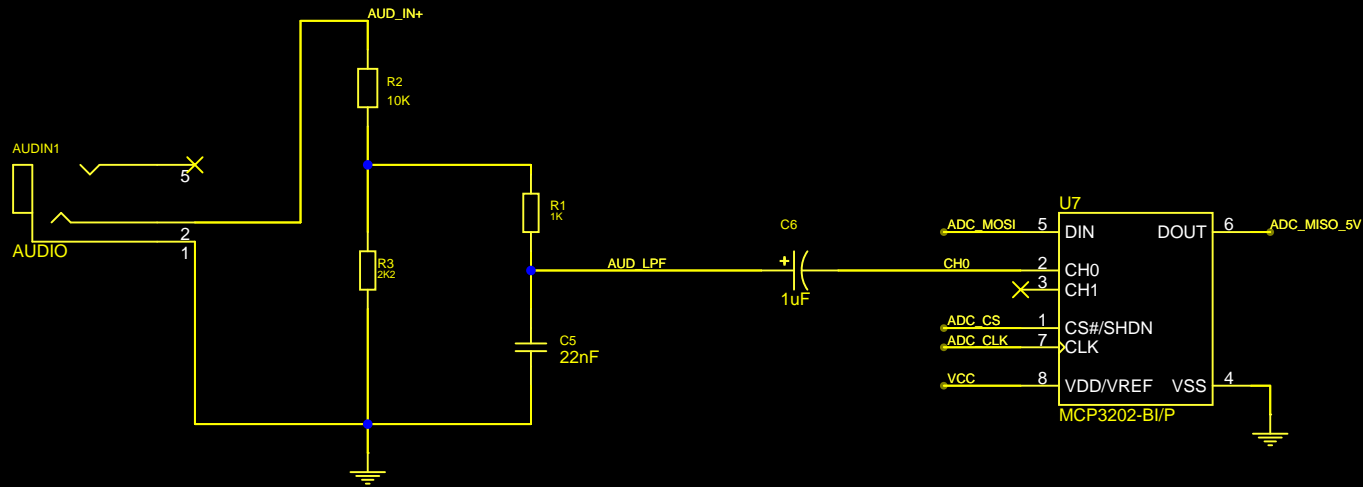 AUD_IN+
R2
10K
AUDIN1
5
2
1
AUDIO
R1
1K
R3
2K2
AUD_LPF
C5
22nF
C6
+
1uF
U7
ADC_MOSI 5 DIN DOUT 6 ADC_MISO_5V
CH0 2 CH0
3 CH1
ADC_CS 1 CS#/SHDN
ADC_CLK 7 CLK
VCC 8 VDD/VREF VSS 4
MCP3202-BI/P